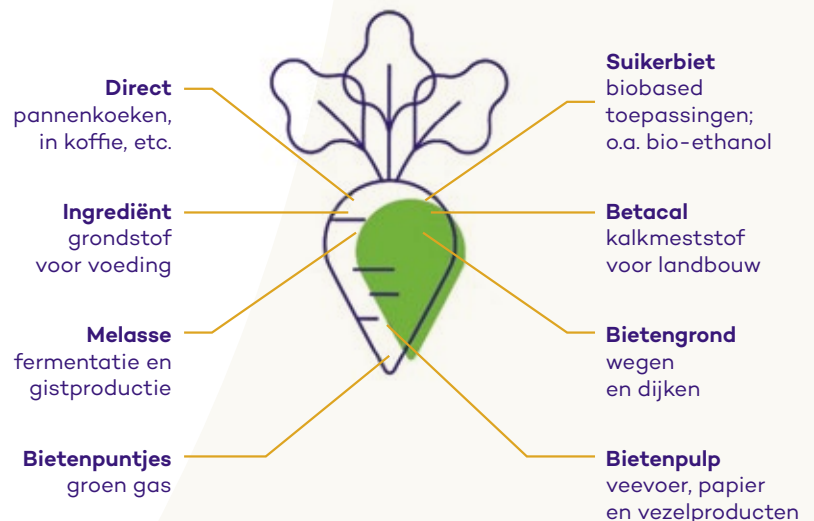 Direct
pannenkoeken,
in koffie, etc.
Ingrediënt
grondstof
voor voeding
Melasse
fermentatie en
gistproductie
Bietenpuntjes
groen gas
Suikerbiet
biobased
toepassingen;
o.a. bio-ethanol
Betacal
kalkmeststof
voor landbouw
Bietengrond
wegen
en dijken
Bietenpulp
veevoer, papier
en vezelproducten